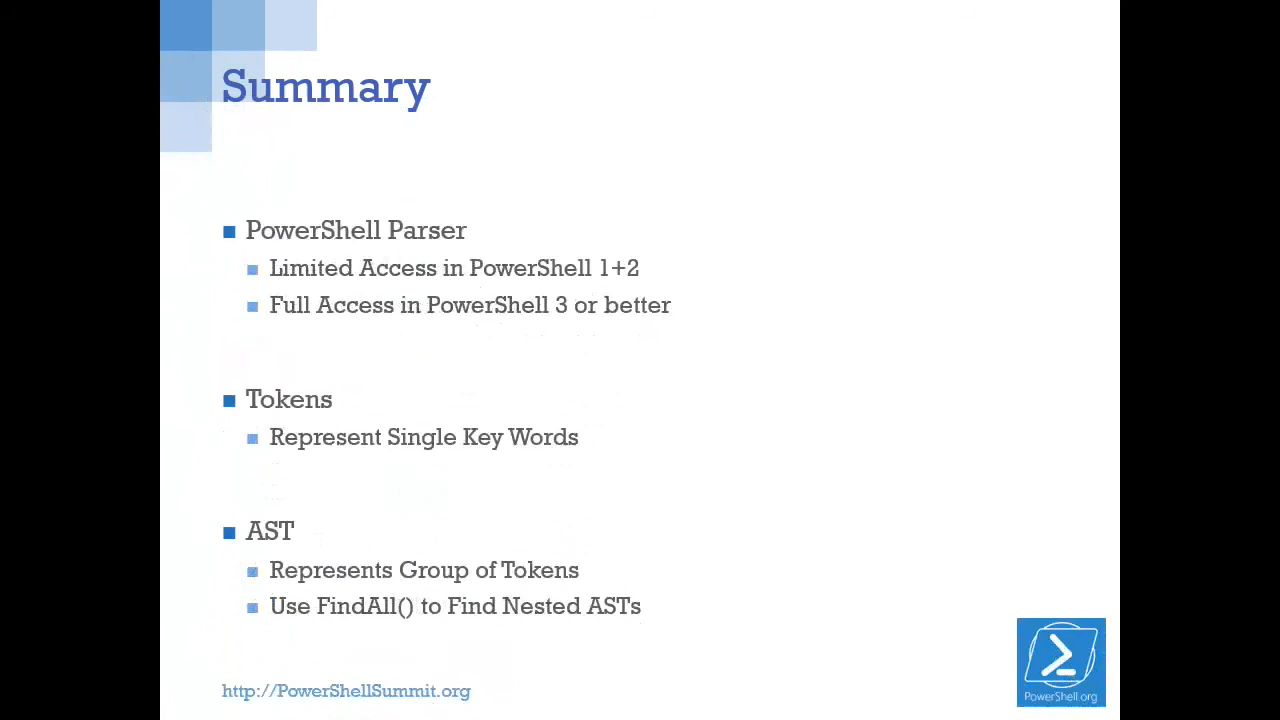 Summary
PowerShell Parser
Limited Access in PowerShell 1+2
Full Access in PowerShell 3 or better
Tokens
Represent Single Key Words
AST
Represents Group of Tokens
Use FindAll() to Find Nested ASTs
http://PowerShellSummit.org
PowerShell.org